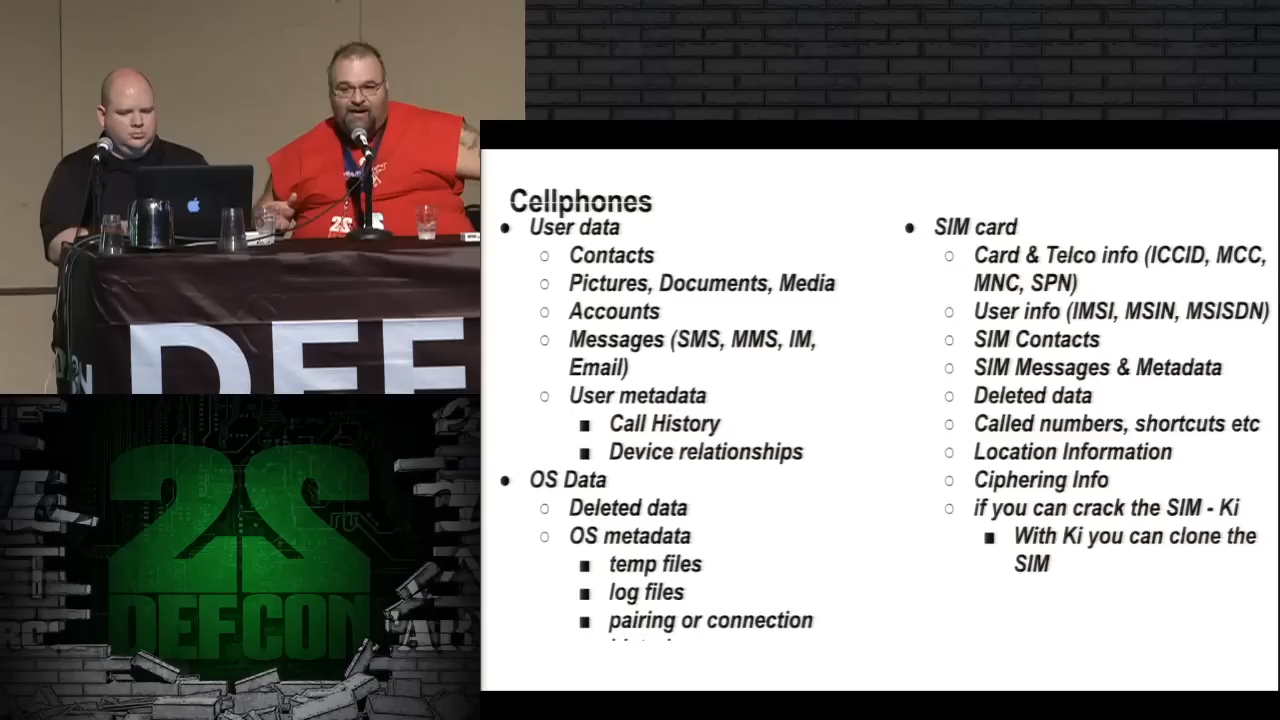 Cellphones
• User data
○ Contacts
○ Pictures, Documents, Media
○ Accounts
○ Messages (SMS, MMS, IM,
Email)
○ User metadata
■ Call History
■ Device relationships
• OS Data
○ Deleted data
○ OS metadata
■ temp files
■ log files
■ pairing or connection
• SIM card
○ Card & Telco info (ICCID, MCC,
MNC, SPN)
○ User info (IMSI, MSIN, MSISDN)
○ SIM Contacts
○ SIM Messages & Metadata
○ Deleted data
○ Called numbers, shortcuts etc
○ Location Information
○ Ciphering Info
○ if you can crack the SIM - Ki
■ With Ki you can clone the
SIM
DEF
2S
DEFCON